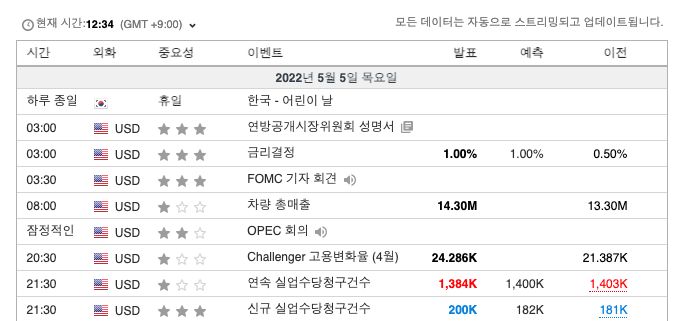 현재 시간:12:34 (GMT +9:00)
모든 데이터는 자동으로 스트리밍되고 업데이트됩니다.
시간 외화 중요성 이벤트 발표 예측 이전
2022년 5월 5일 목요일
하루 종일 휴일 한국 - 어린이 날
03:00 USD 연방공개시장위원회 성명서
03:00 USD 금리결정 1.00% 1.00% 0.50%
03:30 USD FOMC 기자 회견
08:00 USD 차량 총매출 14.30M 13.30M
잠정적인 USD OPEC 회의
20:30 USD Challenger 고용변화율 (4월) 24.286K 21.387K
21:30 USD 연속 실업수당청구건수 1,384K 1,400K 1,403K
21:30 USD 신규 실업수당청구건수 200K 182K 181K